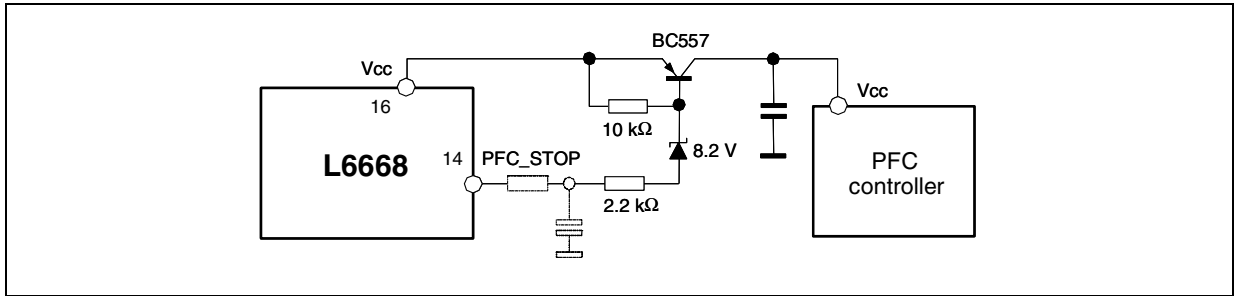 BC557
Vcc
16
Vcc
10 kΩ
8.2 V
14
PFC_STOP
L6668
2.2 kΩ
PFC
controller